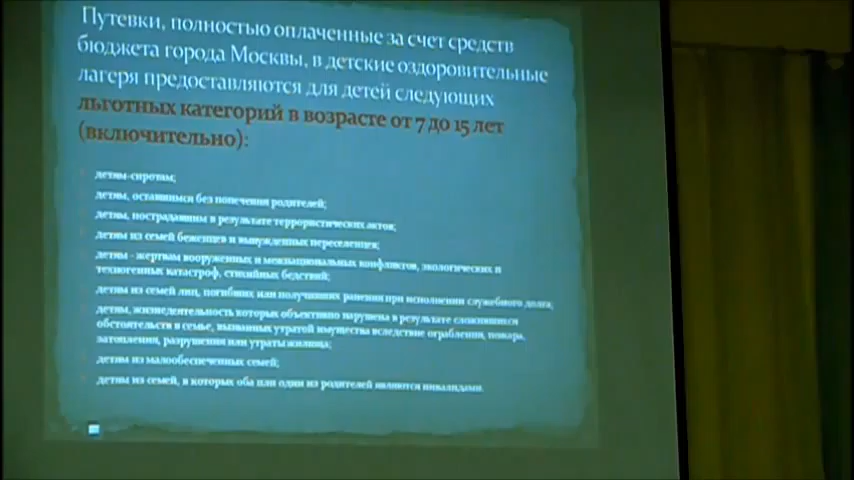 Путевки, полностью оплаченные за счет средств
бюджета города Москвы, в детские оздоровительные
лагеря предоставляются для детей следующих
льготных категорий в возрасте от 7 до 15 лет
(включительно):
детям-сиротам;
детям, оставшимся без попечения родителей;
детям, пострадавшим в результате террористических актов;
детям из семей беженцев и вынужденных переселенцев;
детям - жертвам вооруженных и межнациональных конфликтов, экологических и
техногенных катастроф, стихийных бедствий;
детям из семей лиц, погибших или получивших ранения при исполнении служебного долга;
детям, жизнедеятельность которых объективно нарушена в результате сложившихся
обстоятельств в семье, вызванных утратой имущества вследствие ограбления, пожара,
затопления, разрушения или утраты жилища;
детям из малообеспеченных семей;
детям из семей, в которых оба или один из родителей являются инвалидами.